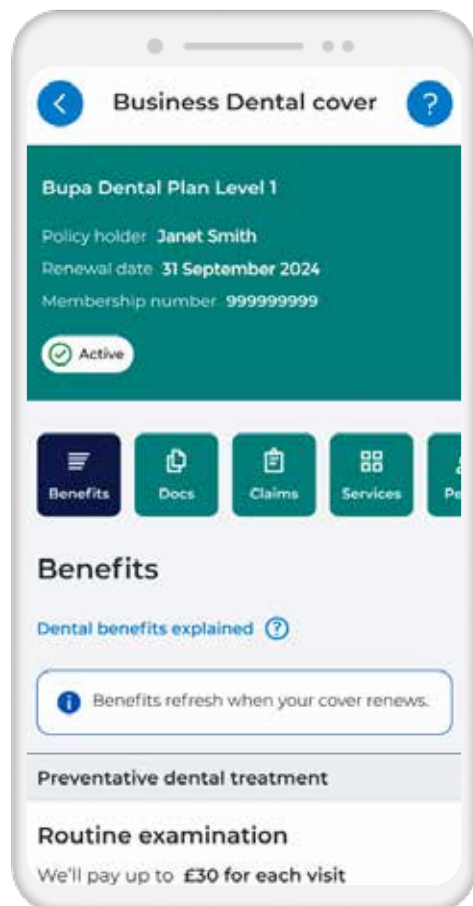 Business Dental cover
?
Bupa Dental Plan Level 1
Policy holder Janet Smith
Renewal date 31 September 2024
Membership number 999999999
Active
Benefits Docs Claims Services Pe
Benefits
Dental benefits explained ?
i Benefits refresh when your cover renews.
Preventative dental treatment
Routine examination
We'll pay up to £30 for each visit